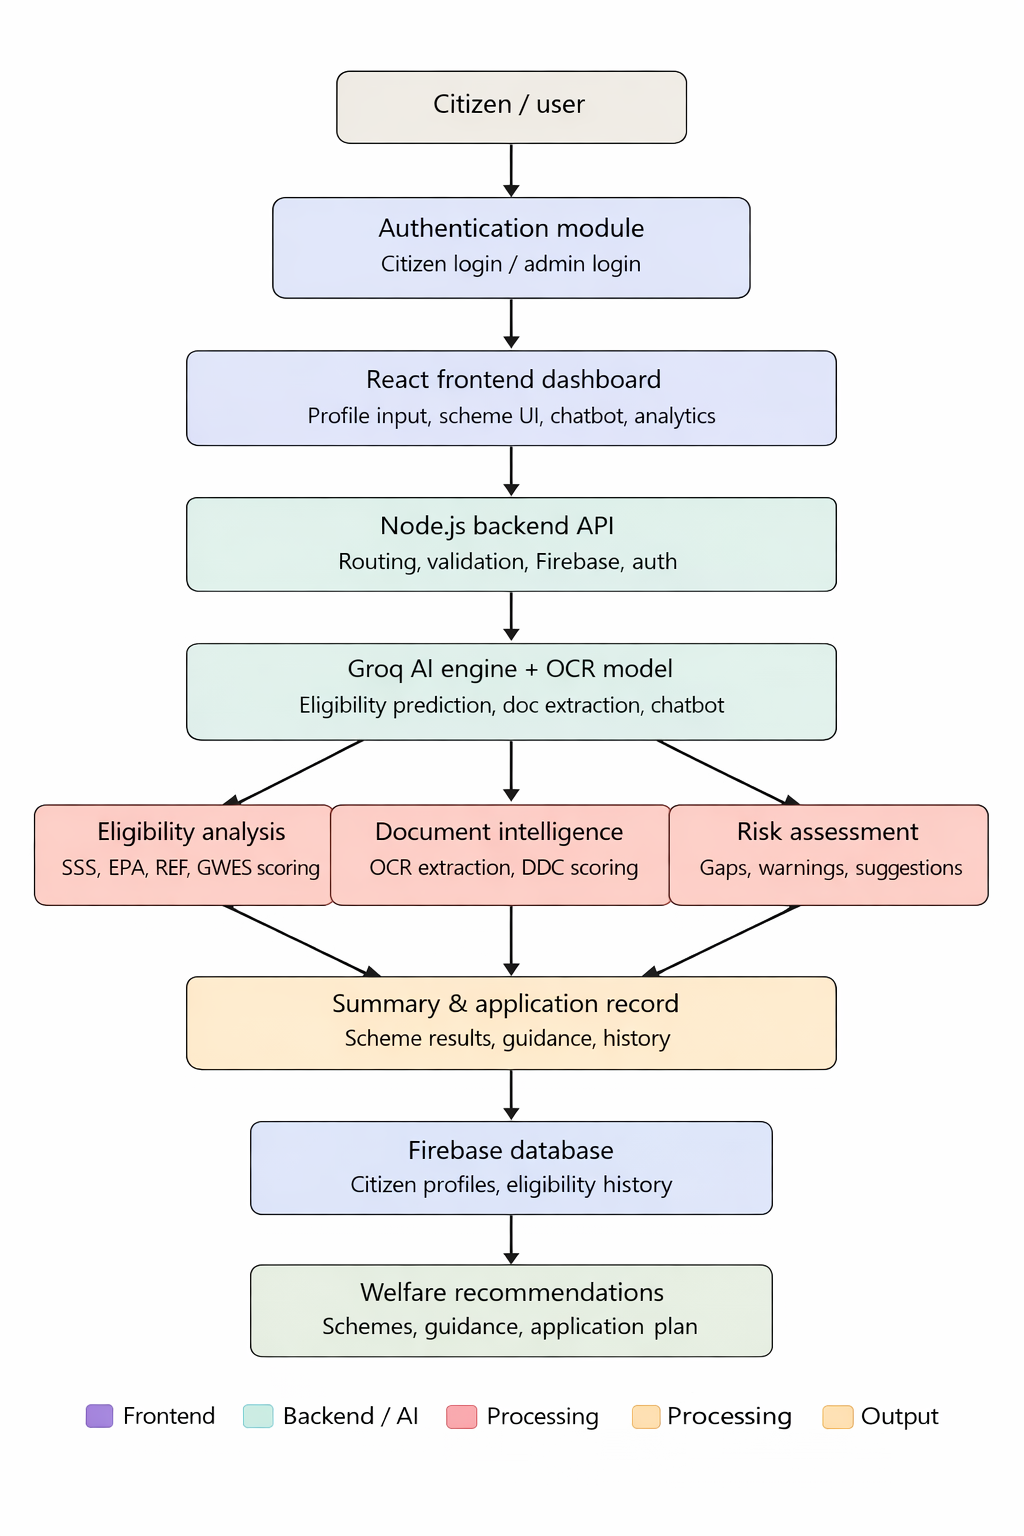 Citizen / user
Authentication module
Citizen login / admin login
React frontend dashboard
Profile input, scheme UI, chatbot, analytics
Node.js backend API
Routing, validation, Firebase, auth
Groq AI engine + OCR model
Eligibility prediction, doc extraction, chatbot
Eligibility analysis
SSS, EPA, REF, GWES scoring
Document intelligence
OCR extraction, DDC scoring
Risk assessment
Gaps, warnings, suggestions
Summary & application record
Scheme results, guidance, history
Firebase database
Citizen profiles, eligibility history
Welfare recommendations
Schemes, guidance, application plan
Frontend
Backend / AI
Processing
Processing
Output